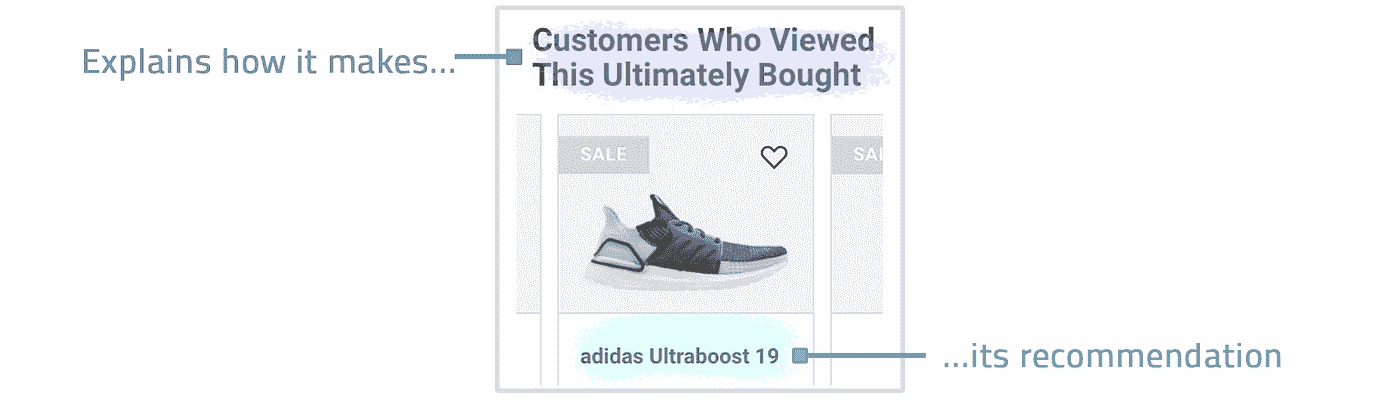 Explains how it makes...
Customers Who Viewed
This Ultimately Bought
SALE
SAL
adidas Ultraboost 19
...its recommendation